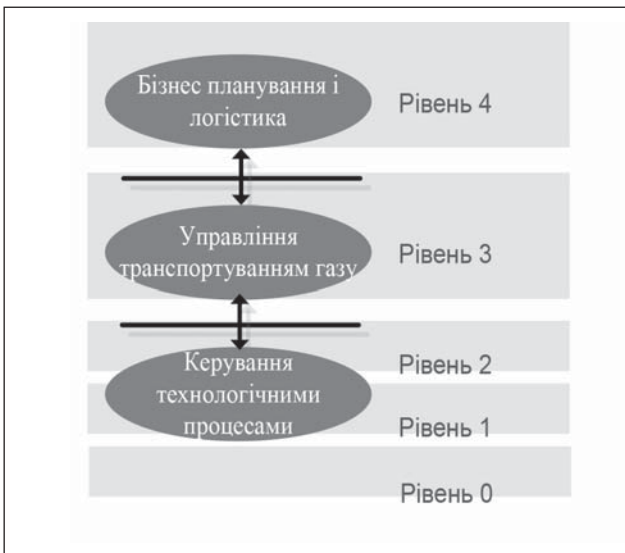 Бізнес планування і
логістика
Рівень 4
Управління
транспортуванням газу
Рівень 3
Рівень 2
Керування
технологічними
процесами
Рівень 1
Рівень 0